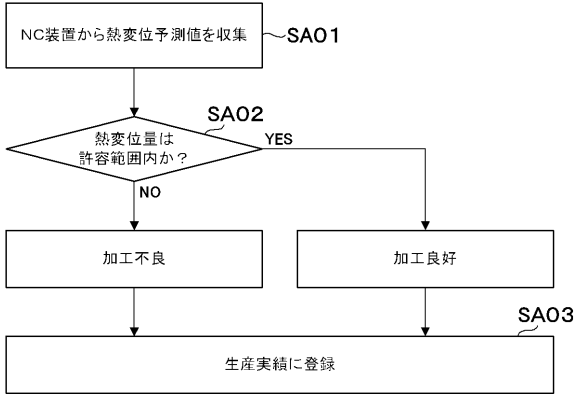 NC装置から熱変位予測値を収集
SA01
SA02
熱変位量は
許容範囲内か？
YES
NO
加工不良
加工良好
SA03
生産実績に登録